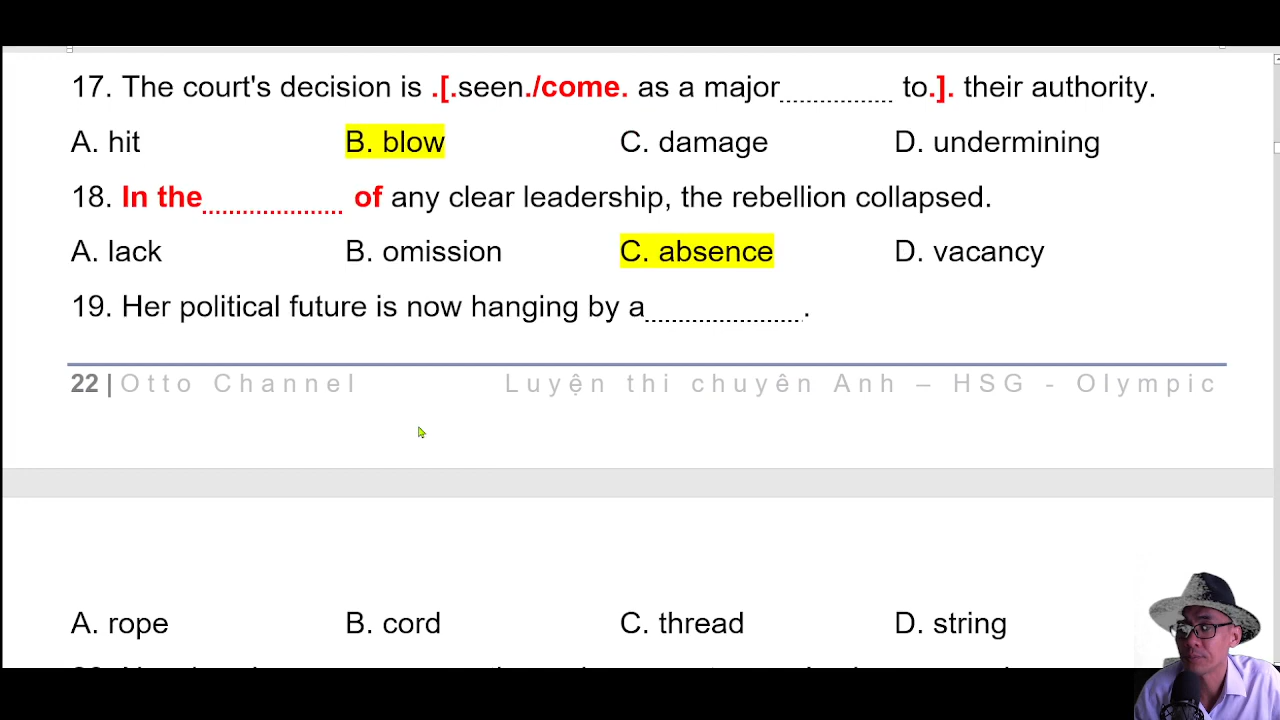 17. The court's decision is .[.seen./come. as a major.............. to.]. their authority.
A. hit B. blow C. damage D. undermining
18. In the..................... of any clear leadership, the rebellion collapsed.
A. lack B. omission C. absence D. vacancy
19. Her political future is now hanging by a....................
22 | Otto Channel Luyện thi chuyên Anh – HSG - Olympic
A. rope B. cord C. thread D. string